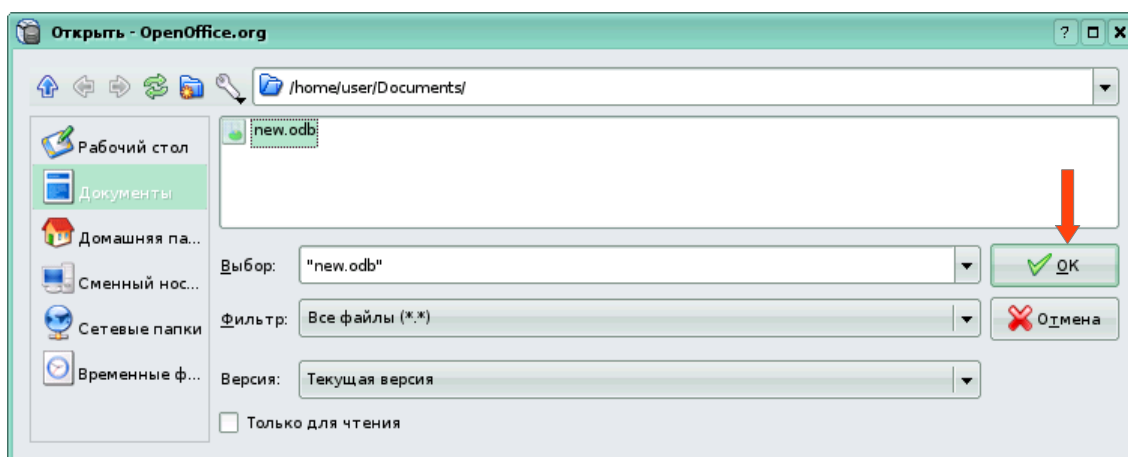 Открыть - OpenOffice.org
/home/user/Documents/
Рабочий стол
Документы
Домашняя па...
Сменный нос...
Сетевые папки
Временные ф...
new.odb
Выбор:
"new.odb"
OK
Фильтр:
Все файлы (*.*)
Отмена
Версия:
Текущая версия
Только для чтения